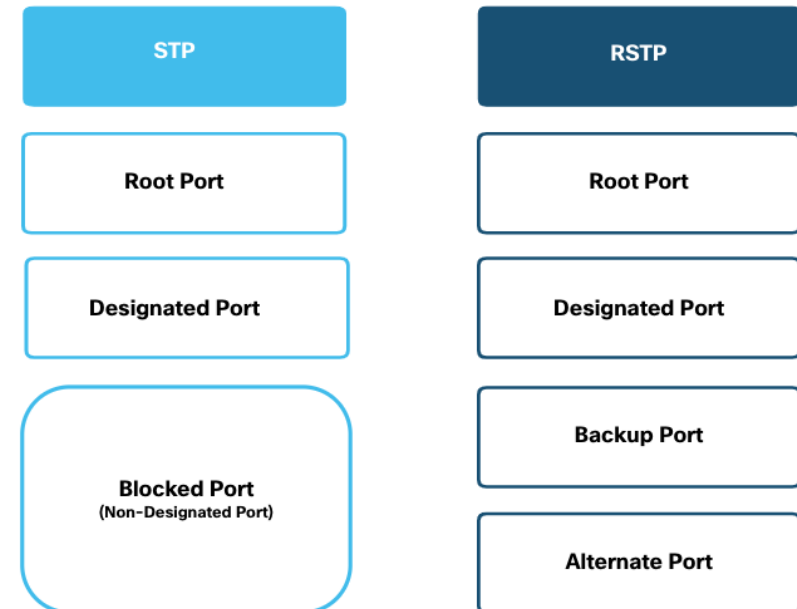 STP
Root Port
Designated Port
Blocked Port
(Non-Designated Port)
RSTP
Root Port
Designated Port
Backup Port
Alternate Port